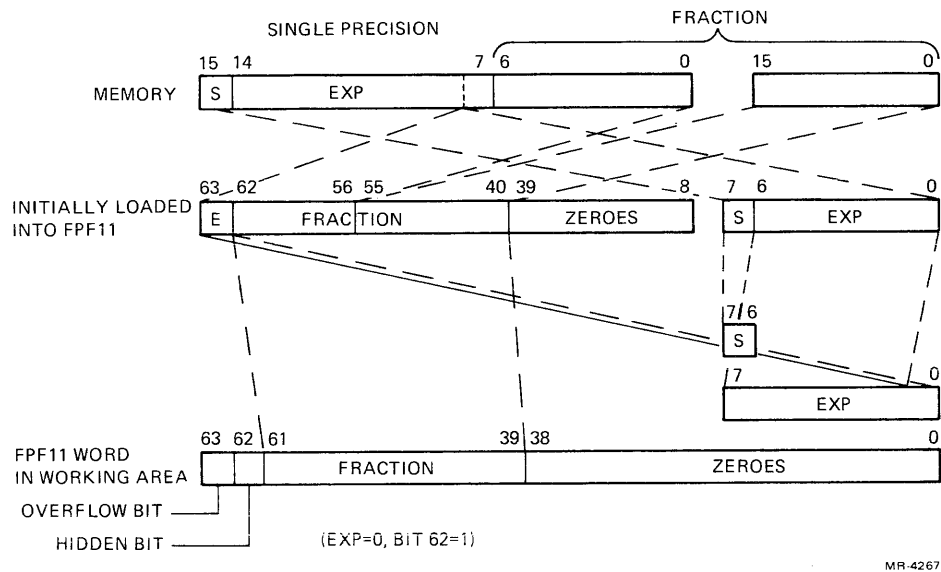 SINGLE PRECISION
FRACTION
15 14 7 6 0 15 0
MEMORY S EXP
63 62 56 55 40 39 8 7 6 0
INITIALLY LOADED INTO FPF11 E FRACTION ZEROES S EXP
7/6
S
7 0
EXP
63 62 61 39 38 0
FPF11 WORD IN WORKING AREA FRACTION ZEROES
OVERFLOW BIT
HIDDEN BIT
(EXP=0, BIT 62=1)
MR-4267